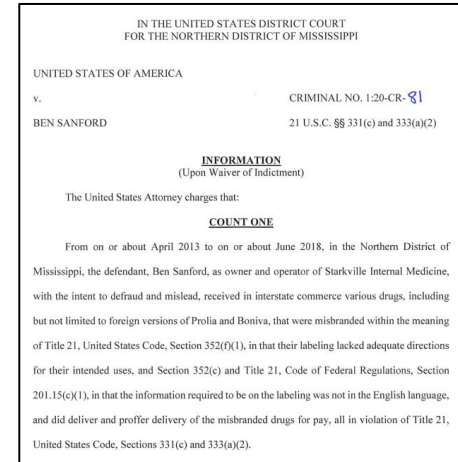 IN THE UNITED STATES DISTRICT COURT
FOR THE NORTHERN DISTRICT OF MISSISSIPPI
UNITED STATES OF AMERICA
v. CRIMINAL NO. 1:20-CR-81
BEN SANFORD 21 U.S.C. §§ 331(c) and 333(a)(2)
INFORMATION
(Upon Waiver of Indictment)
The United States Attorney charges that:
COUNT ONE
From on or about April 2013 to on or about June 2018, in the Northern District of
Mississippi, the defendant, Ben Sanford, as owner and operator of Starkville Internal Medicine,
with the intent to defraud and mislead, received in interstate commerce various drugs, including
but not limited to foreign versions of Prolia and Boniva, that were misbranded within the meaning
of Title 21, United States Code, Section 352(f)(1), in that their labeling lacked adequate directions
for their intended uses, and Section 352(c) and Title 21, Code of Federal Regulations, Section
201.15(c)(1), in that the information required to be on the labeling was not in the English language,
and did deliver and proffer delivery of the misbranded drugs for pay, all in violation of Title 21,
United States Code, Sections 331(c) and 333(a)(2).